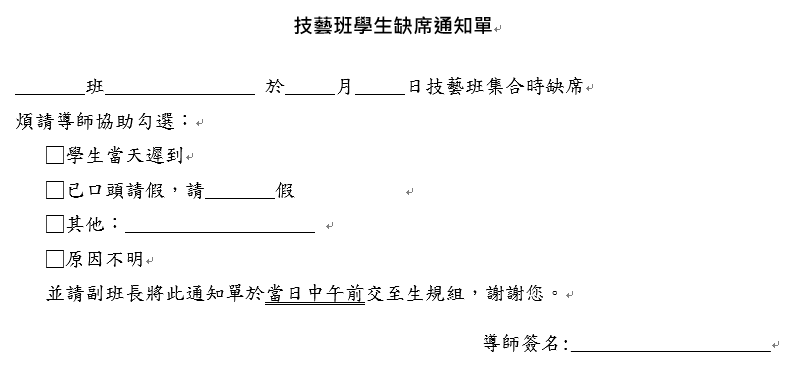 技藝班學生缺席通知單
_______班_______________ 於_____月_____日技藝班集合時缺席
煩請導師協助勾選：
□學生當天遲到
□已口頭請假，請_______假
□其他：___________________
□原因不明
並請副班長將此通知單於當日中午前交至生規組，謝謝您。
導師簽名:____________________